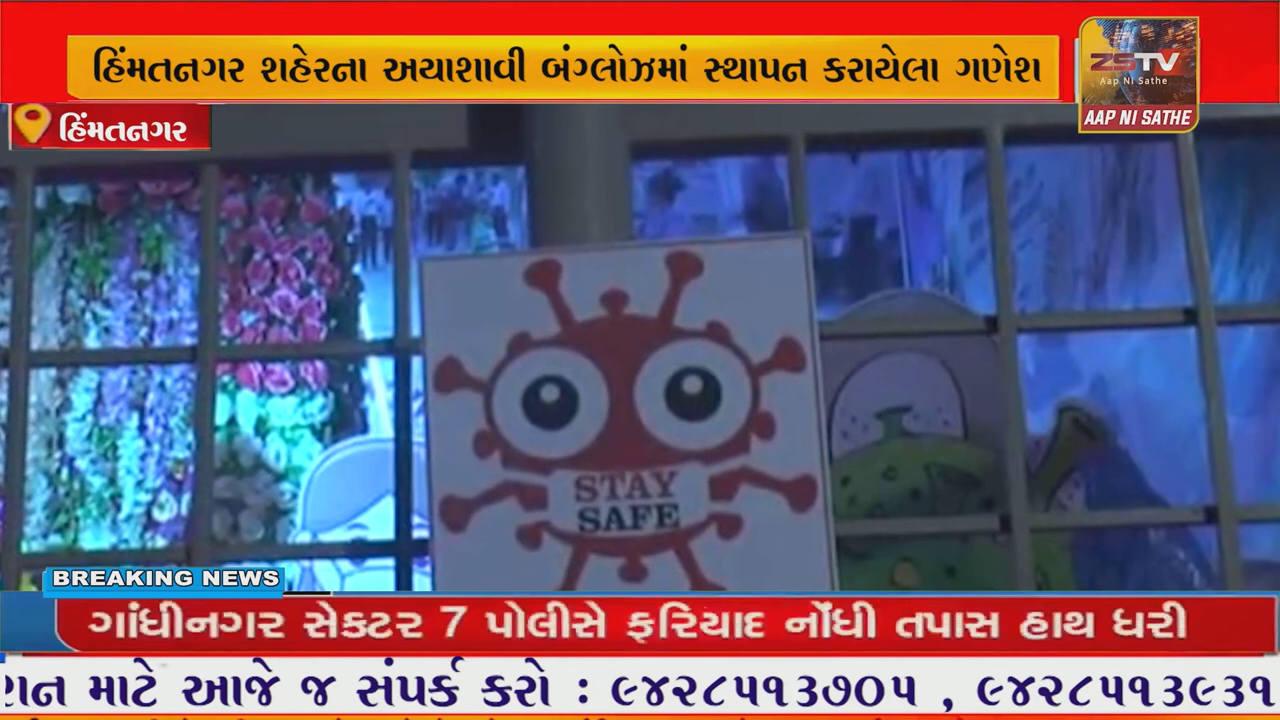 હિંમતનગર શહેરના અયાશાવી બંગ્લોઝમાં સ્થાપન કરાયેલા ગણેશ
ZSTV
Aap Ni Sathe
AAP NI SATHE
હિંમતનગર
STAY
SAFE
BREAKING NEWS
ગાંધીનગર સેક્ટર 7 પોલીસે ફરિયાદ નોંધી તપાસ હાથ ધરી
માટે આજે જ સંપર્ક કરો : ૯૪૨૮૫૧૩૭૦૫ , ૯૪૨૮૫૧૩૯૩૧